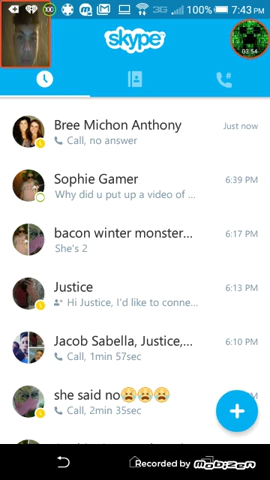 100
3G
100%
7:43 PM
skype
03:54
Bree Michon Anthony
Just now
Call, no answer
Sophie Gamer
6:39 PM
Why did u put up a video of ...
bacon winter monster...
6:17 PM
She's 2
Justice
6:13 PM
Hi Justice, I'd like to conne...
Jacob Sabella, Justice,...
6:10 PM
Call, 1min 57sec
she said no😫😫😫
Call, 2min 35sec
Recorded by mobizen